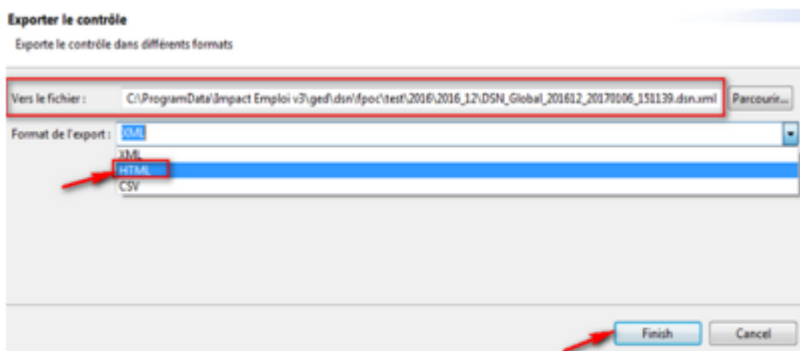 Exporter le contrôle
Exporte le contrôle dans différents formats
Vers le fichier : C:\ProgramData\Impact Emploi v3\ged\dsn\fpoc\test\2016\2016_12\DSN_Global_201612_20170106_151139.dsn.xml Parcourir...
Format de l'export : XML
XML
HTML
CSV
Finish Cancel